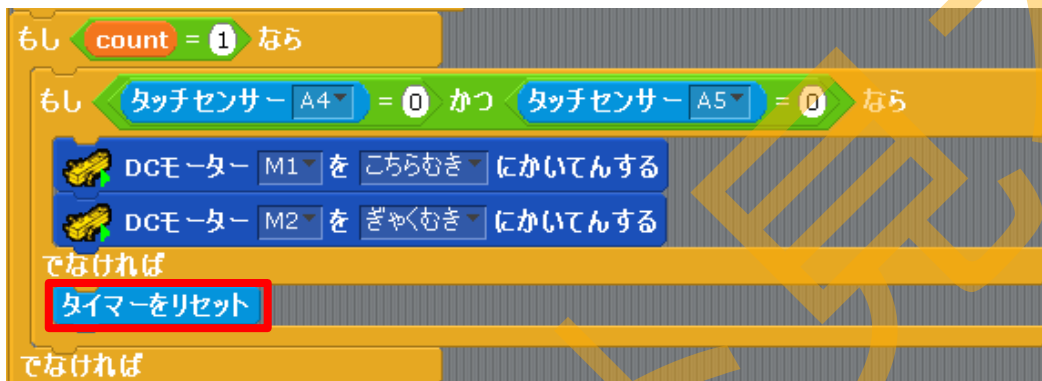 もし count = 1 なら
もし タッチセンサー A4 = 0 かつ タッチセンサー A5 = 0 なら
DCモーター M1 を こちらむき にかいてんする
DCモーター M2 を ぎゃくむき にかいてんする
でなければ
タイマーをリセット
でなければ